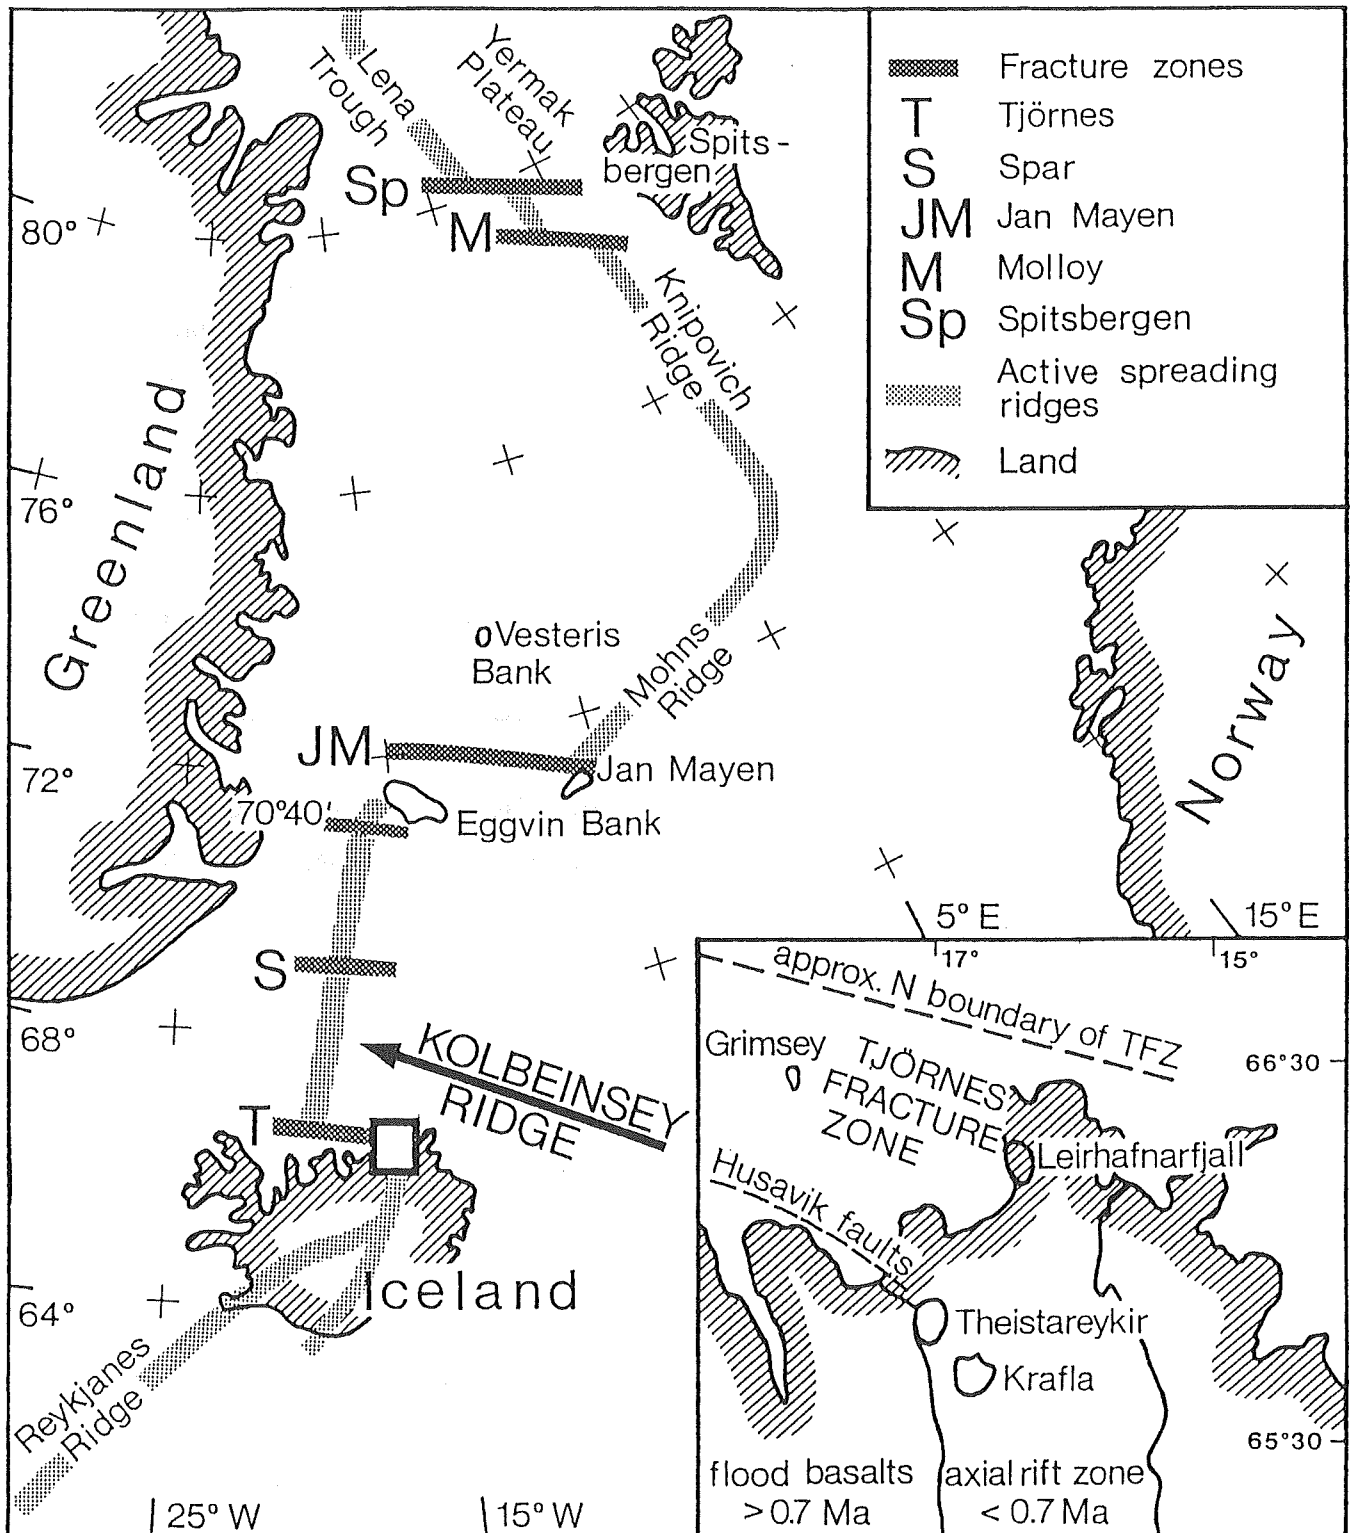 Lena
Trough
Yermak
Plateau
Spits-
bergen
Sp
M
80°
Knipovich
Ridge
76°
Greenland
Vesteris
Bank
Mohns
Ridge
Norway
JM
Jan Mayen
72°
70°40'
Eggvin Bank
5° E
15° E
S
68°
KOLBEINSEY
RIDGE
T
Iceland
64°
Reykjanes
Ridge
25° W
15° W
Fracture zones
T Tjörnes
S Spar
JM Jan Mayen
M Molloy
Sp Spitsbergen
Active spreading
ridges
Land
17°
15°
approx. N boundary of TFZ
66°30
Grimsey
TJÖRNES
FRACTURE
ZONE
Leirhafnarfjall
Husavik faults
Theistareykir
Krafla
65°30
flood basalts
> 0.7 Ma
axial rift zone
< 0.7 Ma